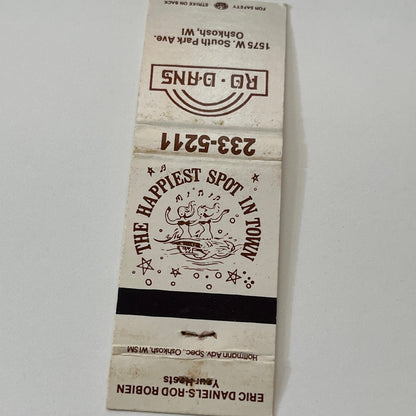 FOR SAFETY
STRIKE ON BACK
1575 W. South Park Ave.
Oshkosh, WI
RO-D-ANS
233-5211
THE HAPPIEST SPOT IN TOWN
Hoffmann Adv. Spec., Oshkosh, WI SM
Your Hosts
ERIC DANIELS-ROD ROBIEN